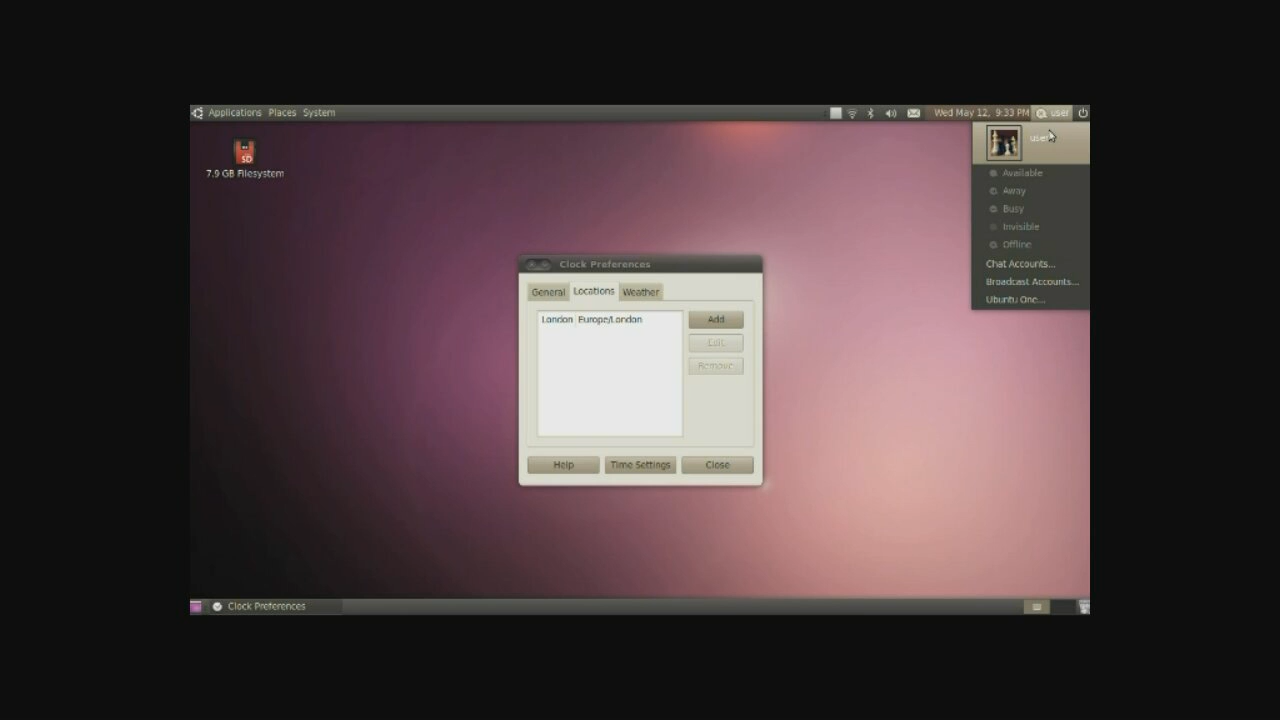 Applications Places System
Wed May 12, 9:33 PM user
SD
7.9 GB Filesystem
user
Available
Away
Busy
Invisible
Offline
Chat Accounts...
Broadcast Accounts...
Ubuntu One...
Clock Preferences
General Locations Weather
London Europe/London
Add
Edit
Remove
Help Time Settings Close
Clock Preferences